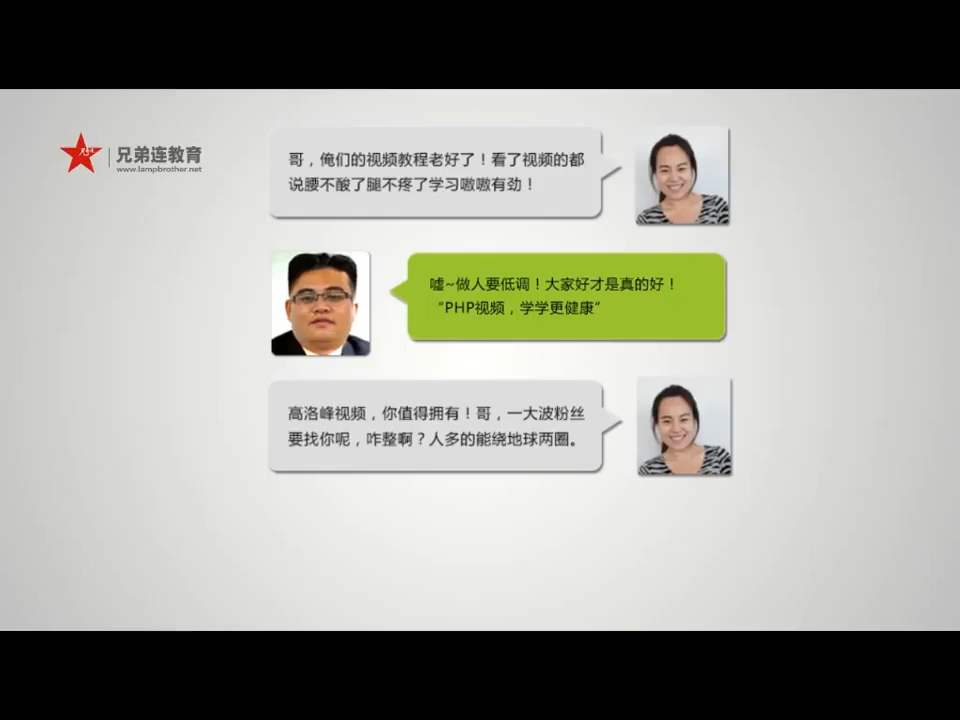 兄弟连教育
www.lampbrother.net
哥，俺们的视频教程老好了！看了视频的都
说腰不酸了腿不疼了学习嗷嗷有劲！
嘘~做人要低调！大家好才是真的好！
“PHP视频，学学更健康”
高洛峰视频，你值得拥有！哥，一大波粉丝
要找你呢，咋整啊？人多的能绕地球两圈。